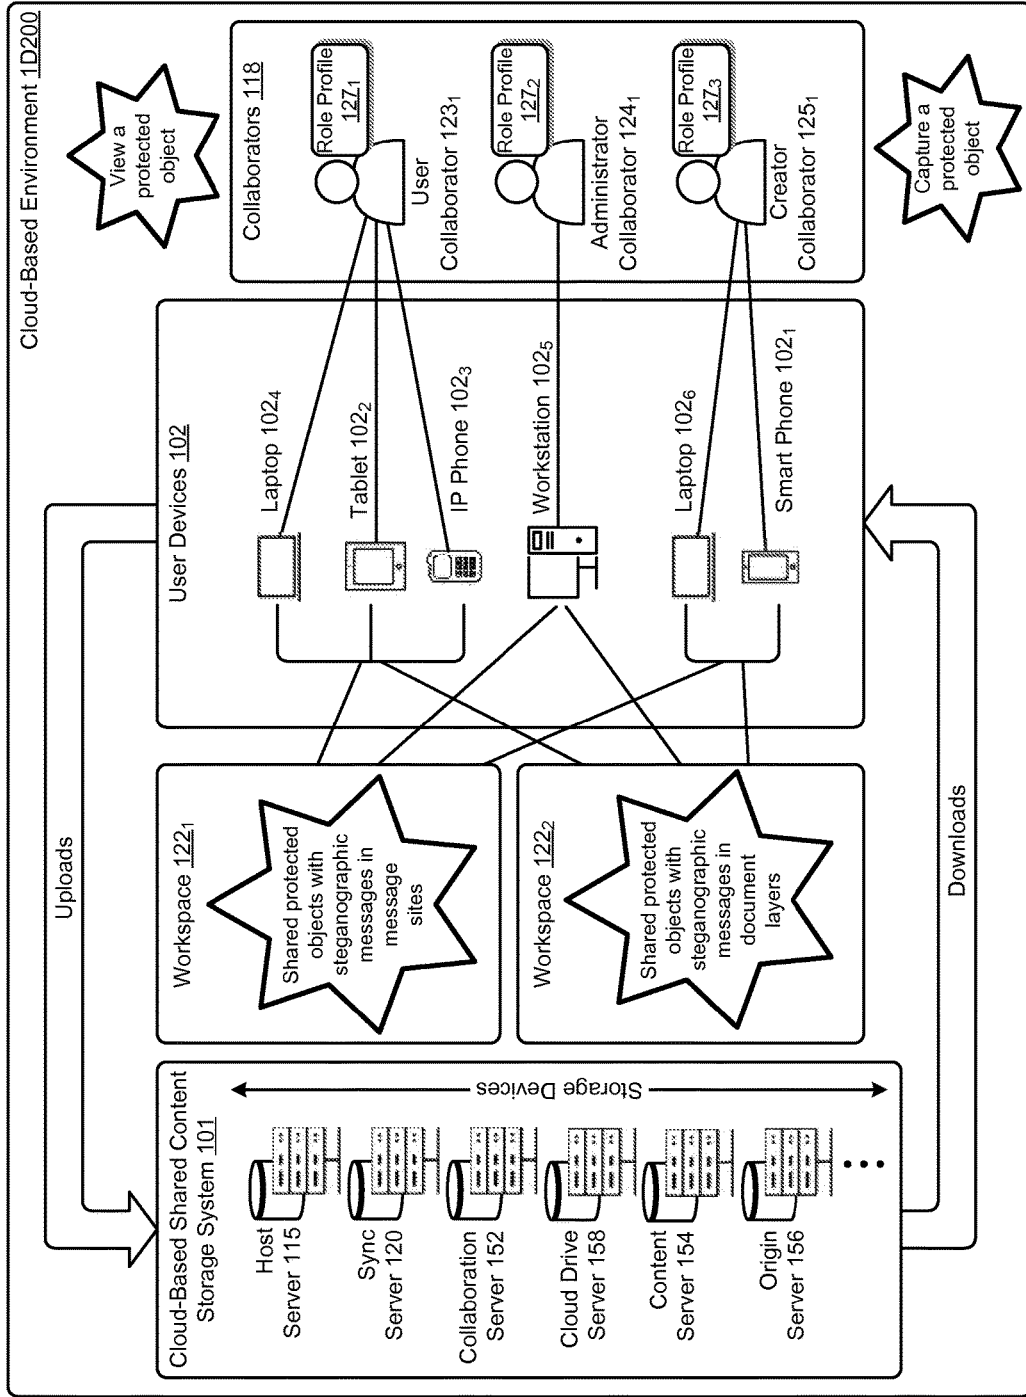 Cloud-Based Environment 1D200
Uploads
Cloud-Based Shared Content
Storage System 101
Host
Server 115
Sync
Server 120
Collaboration
Server 152
Cloud Drive
Server 158
Content
Server 154
Origin
Server 156
Storage Devices
Workspace 122₁
Shared protected
objects with
steganographic
messages in
message
sites
Workspace 122₂
Shared protected
objects with
steganographic
messages in
document
layers
User Devices 102
Laptop 102₄
Tablet 102₂
IP Phone 102₃
Workstation 102₅
Laptop 102₆
Smart Phone 102₁
View a
protected
object
Collaborators 118
Role Profile
127₁
User
Collaborator 123₁
Role Profile
127₂
Administrator
Collaborator 124₁
Role Profile
127₃
Creator
Collaborator 125₁
Capture a
protected
object
Downloads